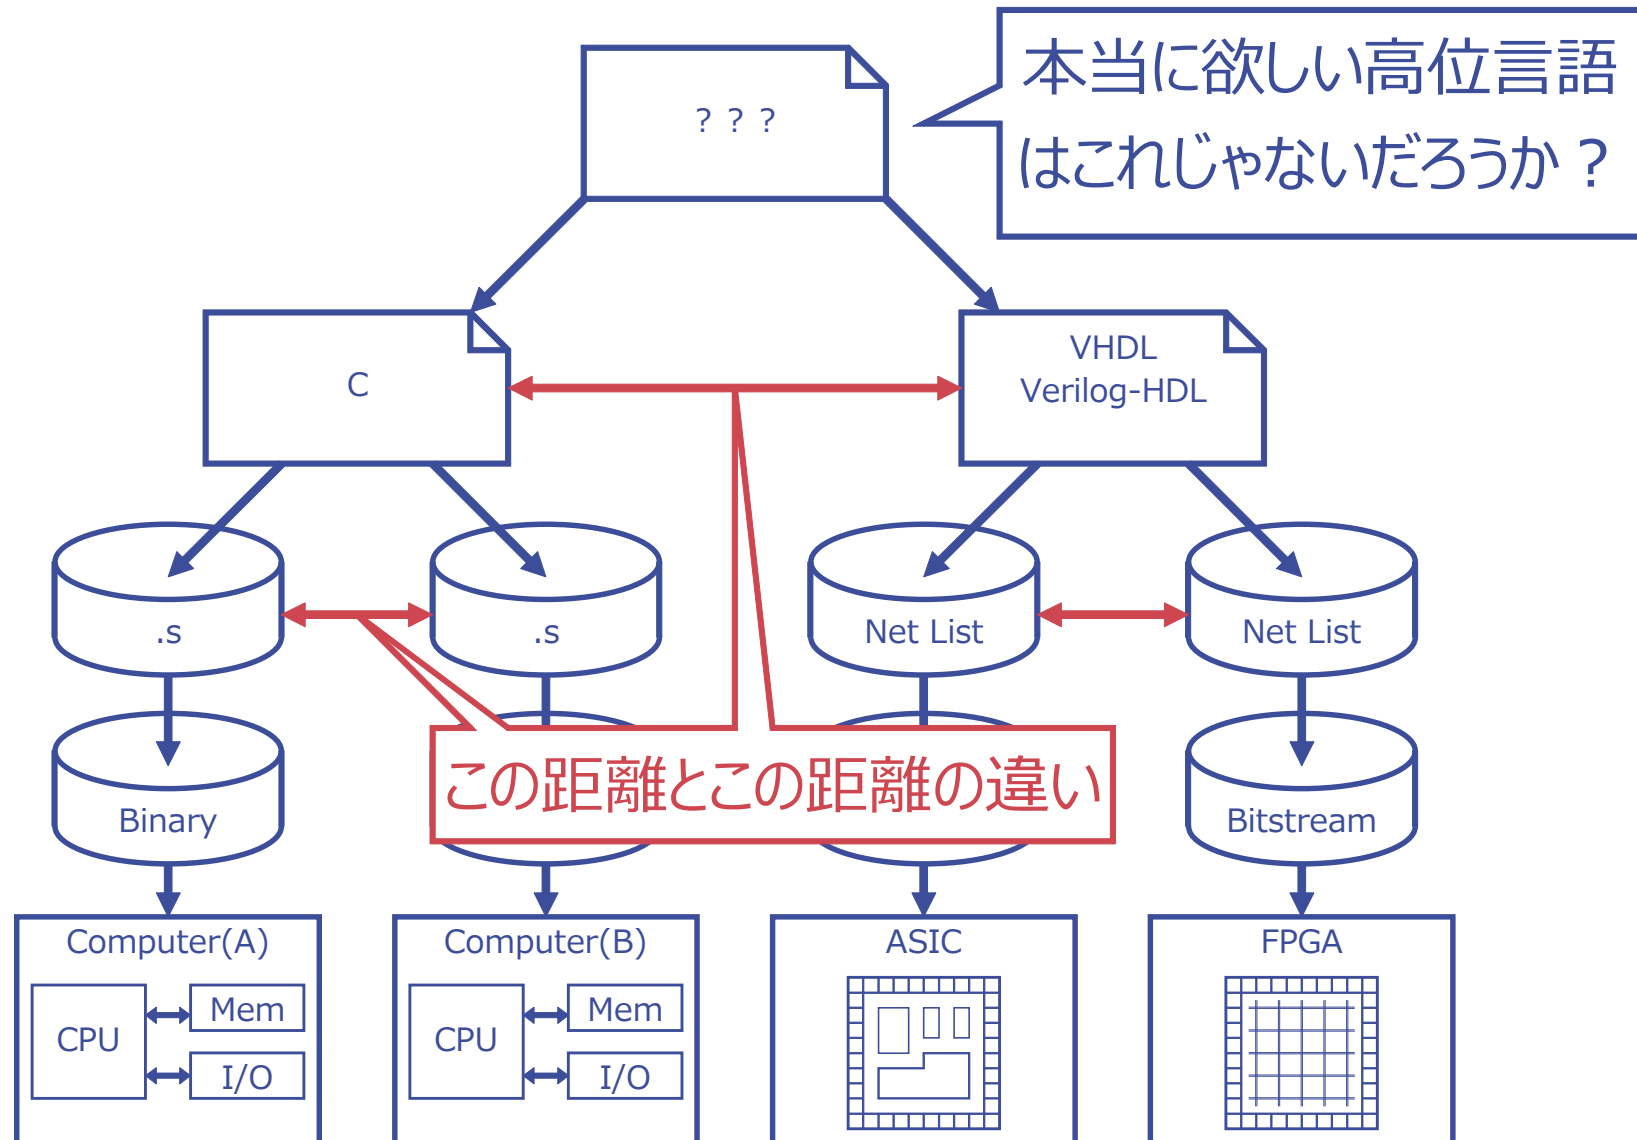 ？？？
本当に欲しい高位言語
はこれじゃないだろうか？
C
VHDL
Verilog-HDL
.s
.s
Net List
Net List
この距離とこの距離の違い
Binary
Bitstream
Computer(A)
Computer(B)
ASIC
FPGA
CPU
Mem
I/O
CPU
Mem
I/O